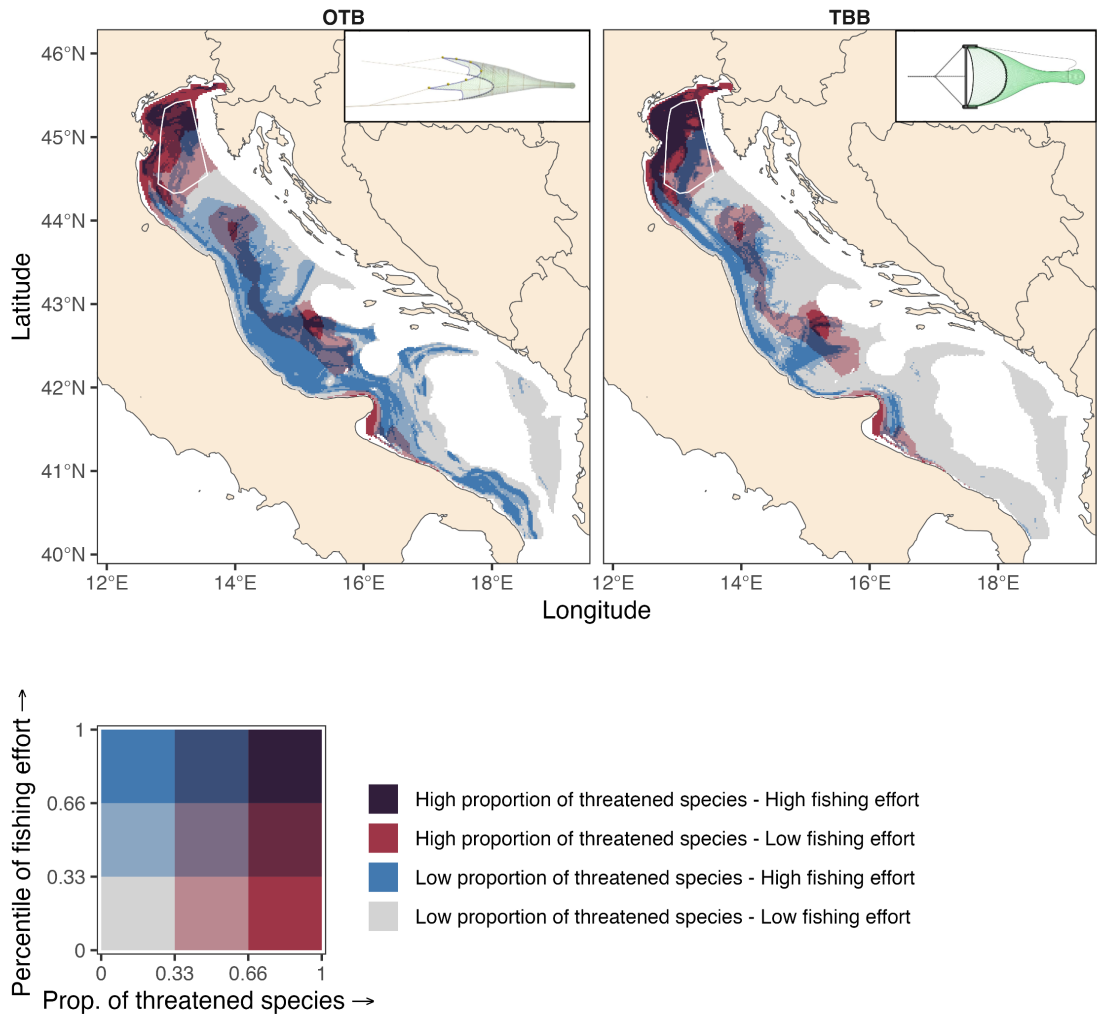 OTB
TBB
46°N
45°N
44°N
43°N
42°N
41°N
40°N
Latitude
12°E 14°E 16°E 18°E 12°E 14°E 16°E 18°E
Longitude
Percentile of fishing effort →
1
0.66
0.33
0
0 0.33 0.66 1
Prop. of threatened species →
High proportion of threatened species - High fishing effort
High proportion of threatened species - Low fishing effort
Low proportion of threatened species - High fishing effort
Low proportion of threatened species - Low fishing effort